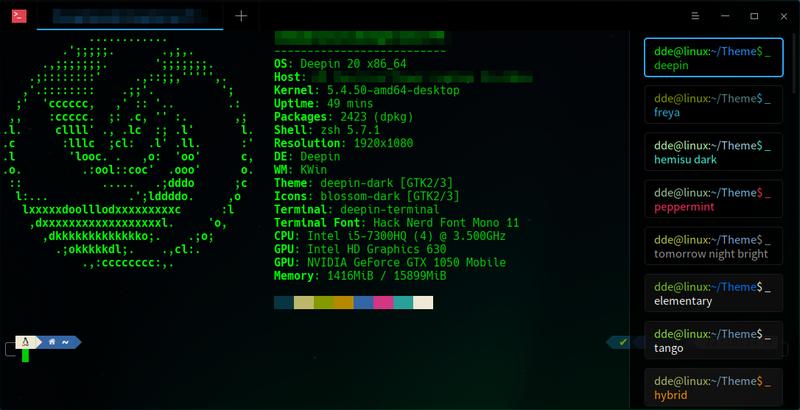 OS: Deepin 20 x86_64
Host:
Kernel: 5.4.50-amd64-desktop
Uptime: 49 mins
Packages: 2423 (dpkg)
Shell: zsh 5.7.1
Resolution: 1920x1080
DE: Deepin
WM: KWin
Theme: deepin-dark [GTK2/3]
Icons: blossom-dark [GTK2/3]
Terminal: deepin-terminal
Terminal Font: Hack Nerd Font Mono 11
CPU: Intel i5-7300HQ (4) @ 3.500GHz
GPU: Intel HD Graphics 630
GPU: NVIDIA GeForce GTX 1050 Mobile
Memory: 1416MiB / 15899MiB
~
dde@linux:~/Theme$ _
deepin
dde@linux:~/Theme$ _
freya
dde@linux:~/Theme$ _
hemisu dark
dde@linux:~/Theme$ _
peppermint
dde@linux:~/Theme$ _
tomorrow night bright
dde@linux:~/Theme$ _
elementary
dde@linux:~/Theme$ _
tango
dde@linux:~/Theme$ _
hybrid